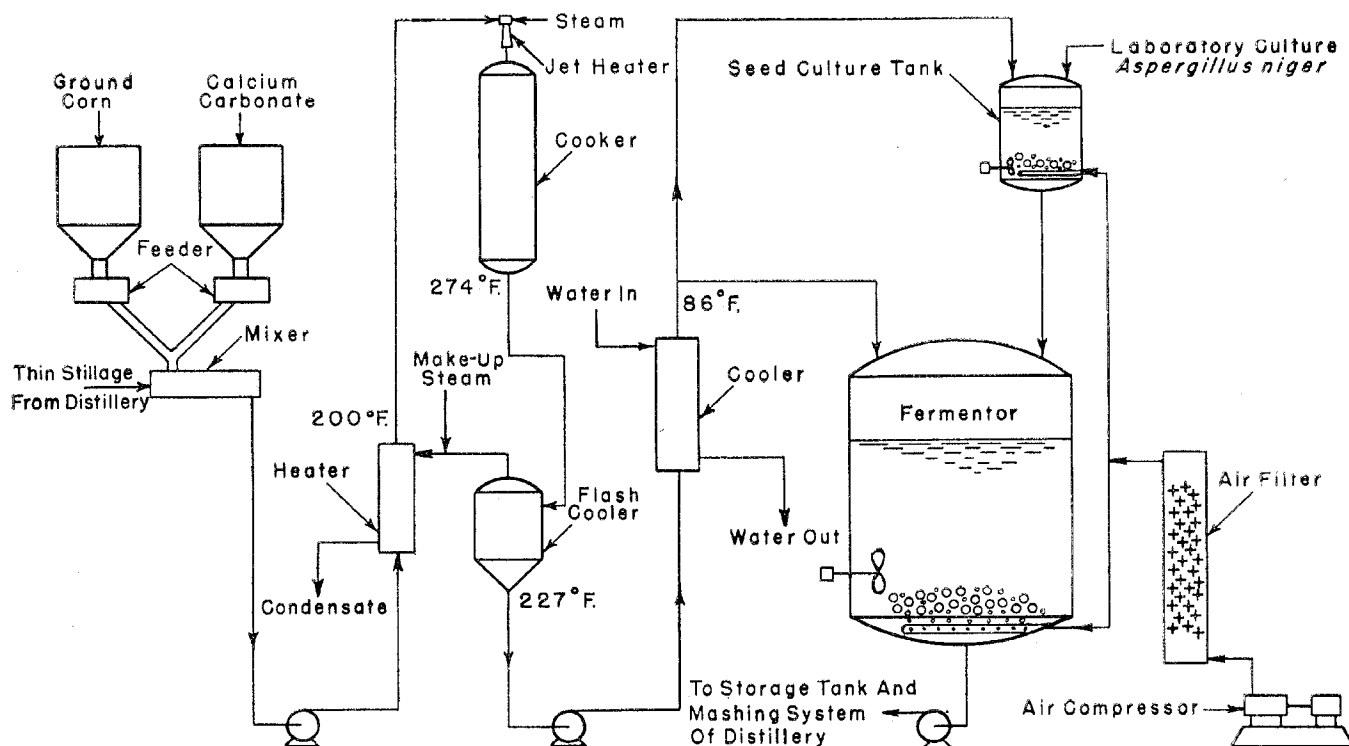 Ground
Corn
Calcium
Carbonate
Feeder
Mixer
Thin Stillage
From Distillery
Steam
Jet Heater
Cooker
274°F.
Make-Up
Steam
200°F.
Heater
Condensate
Flash
Cooler
227°F.
Water In
86°F.
Cooler
Water Out
Seed Culture Tank
Laboratory Culture
Aspergillus niger
Fermentor
Air Filter
Air Compressor
To Storage Tank And
Mashing System
Of Distillery